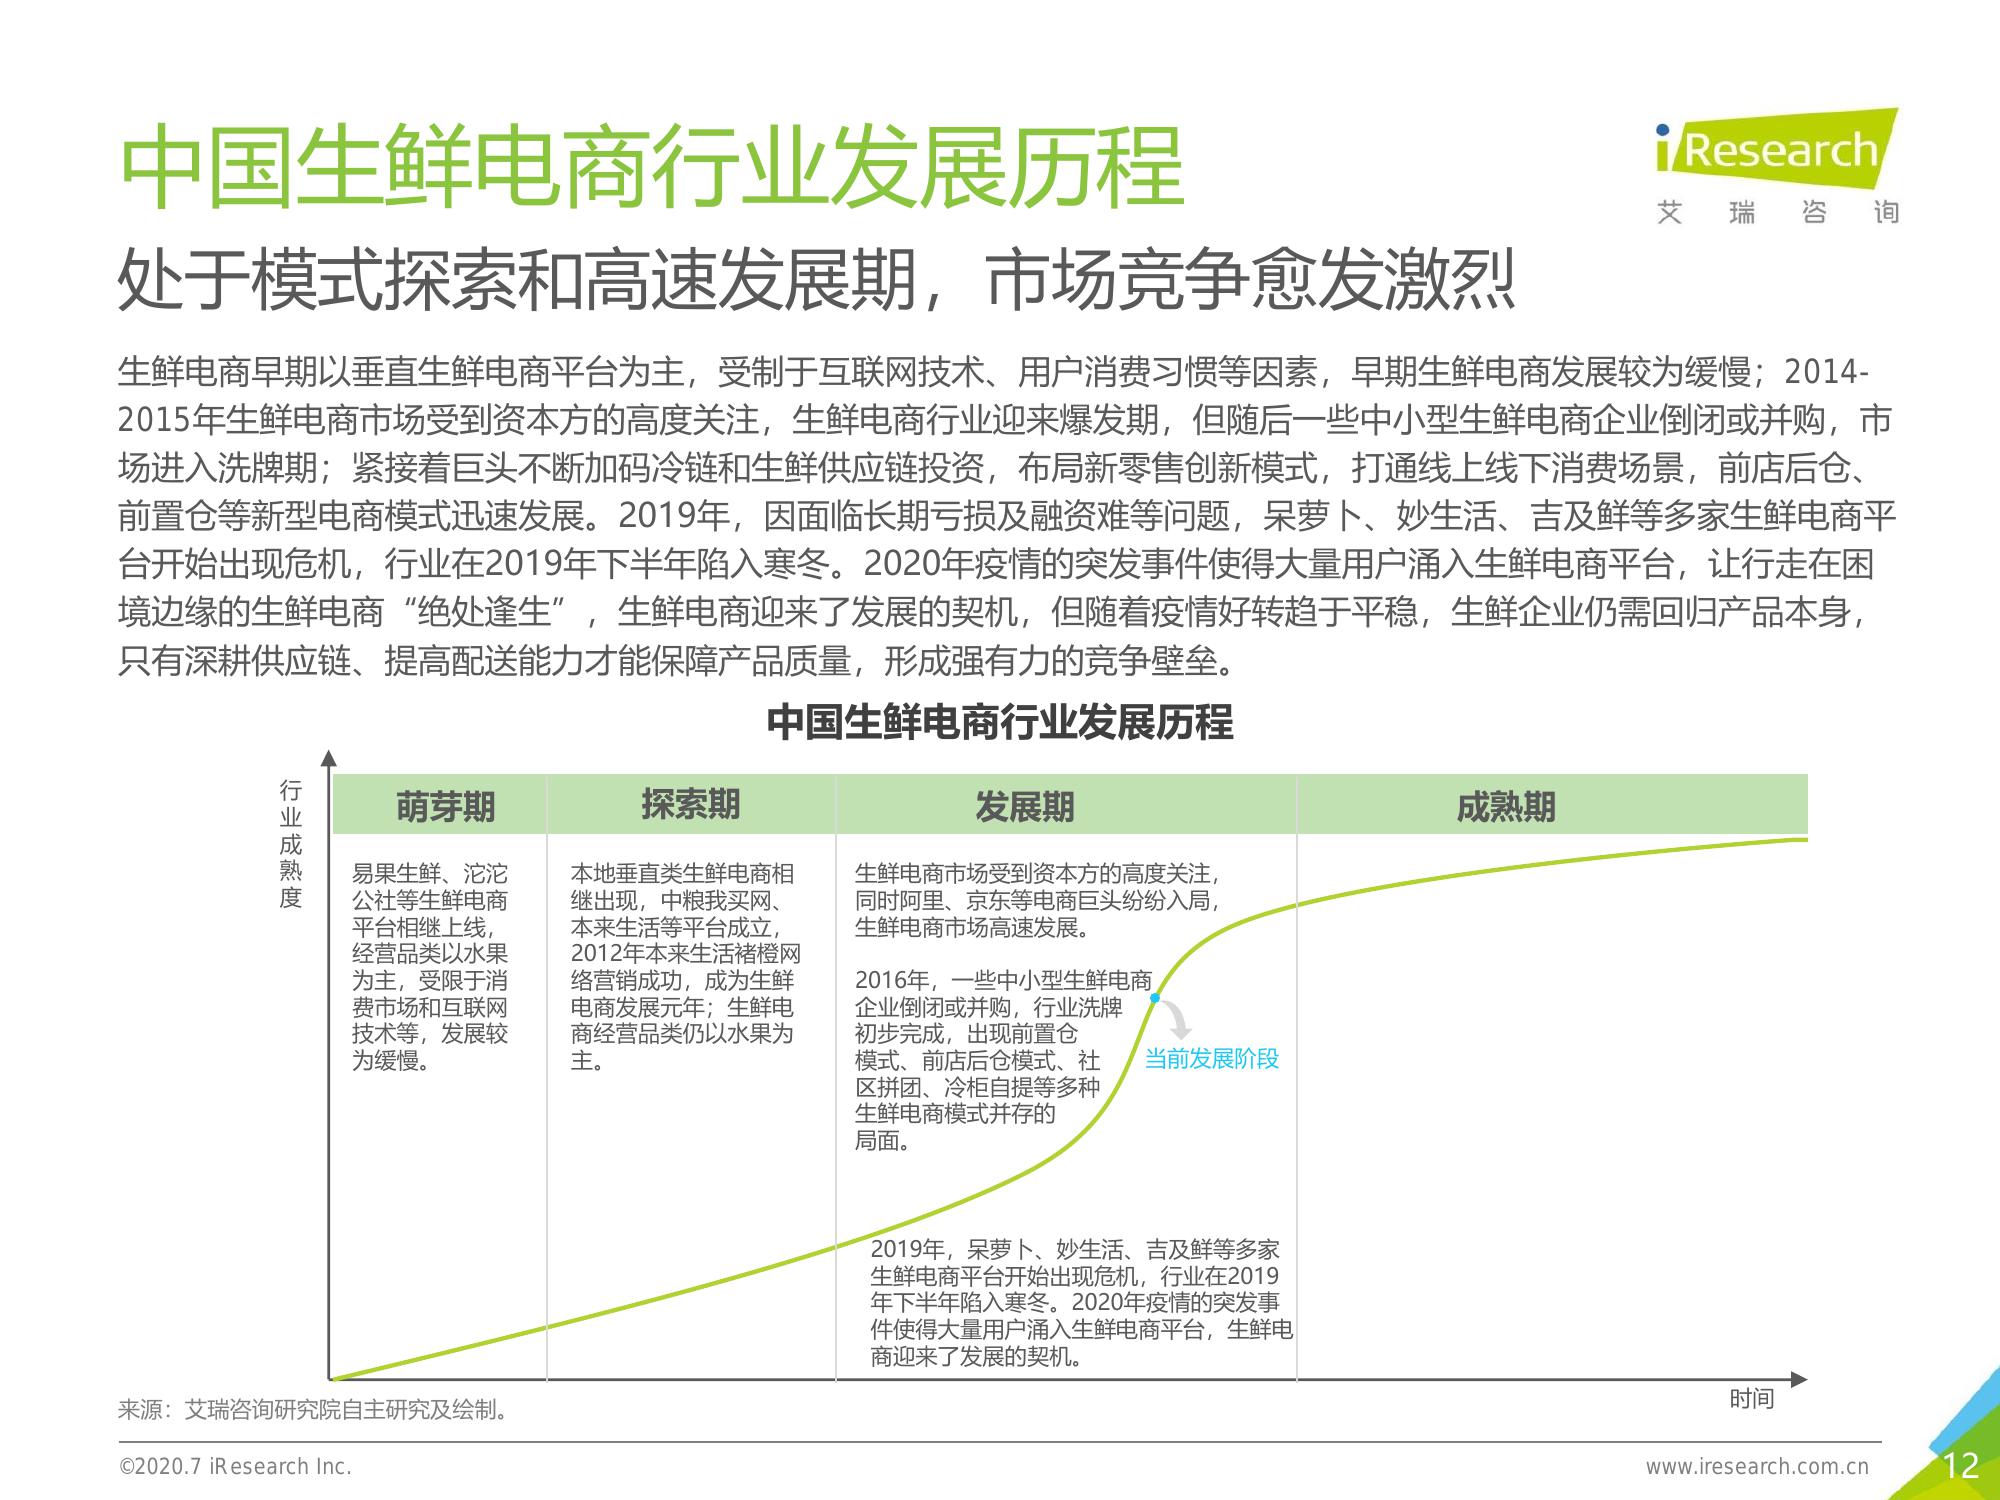 中国生鲜电商行业发展历程
iResearch
艾瑞咨询
处于模式探索和高速发展期，市场竞争愈发激烈
生鲜电商早期以垂直生鲜电商平台为主，受制于互联网技术、用户消费习惯等因素，早期生鲜电商发展较为缓慢；2014-
2015年生鲜电商市场受到资本方的高度关注，生鲜电商行业迎来爆发期，但随后一些中小型生鲜电商企业倒闭或并购，市
场进入洗牌期；紧接着巨头不断加码冷链和生鲜供应链投资，布局新零售创新模式，打通线上线下消费场景，前店后仓、
前置仓等新型电商模式迅速发展。2019年，因面临长期亏损及融资难等问题，呆萝卜、妙生活、吉及鲜等多家生鲜电商平
台开始出现危机，行业在2019年下半年陷入寒冬。2020年疫情的突发事件使得大量用户涌入生鲜电商平台，让行走在困
境边缘的生鲜电商“绝处逢生”，生鲜电商迎来了发展的契机，但随着疫情好转趋于平稳，生鲜企业仍需回归产品本身，
只有深耕供应链、提高配送能力才能保障产品质量，形成强有力的竞争壁垒。
中国生鲜电商行业发展历程
行业成熟度
萌芽期
易果生鲜、沱沱
公社等生鲜电商
平台相继上线，
经营品类以水果
为主，受限于消
费市场和互联网
技术等，发展较
为缓慢。
探索期
本地垂直类生鲜电商相
继出现，中粮我买网、
本来生活等平台成立，
2012年本来生活褚橙网
络营销成功，成为生鲜
电商发展元年；生鲜电
商经营品类仍以水果为
主。
发展期
生鲜电商市场受到资本方的高度关注，
同时阿里、京东等电商巨头纷纷入局，
生鲜电商市场高速发展。
2016年，一些中小型生鲜电商
企业倒闭或并购，行业洗牌
初步完成，出现前置仓
模式、前店后仓模式、社
区拼团、冷柜自提等多种
生鲜电商模式并存的
局面。
当前发展阶段
2019年，呆萝卜、妙生活、吉及鲜等多家
生鲜电商平台开始出现危机，行业在2019
年下半年陷入寒冬。2020年疫情的突发事
件使得大量用户涌入生鲜电商平台，生鲜电
商迎来了发展的契机。
成熟期
时间
来源：艾瑞咨询研究院自主研究及绘制。
©2020.7 iResearch Inc.
www.iresearch.com.cn
12